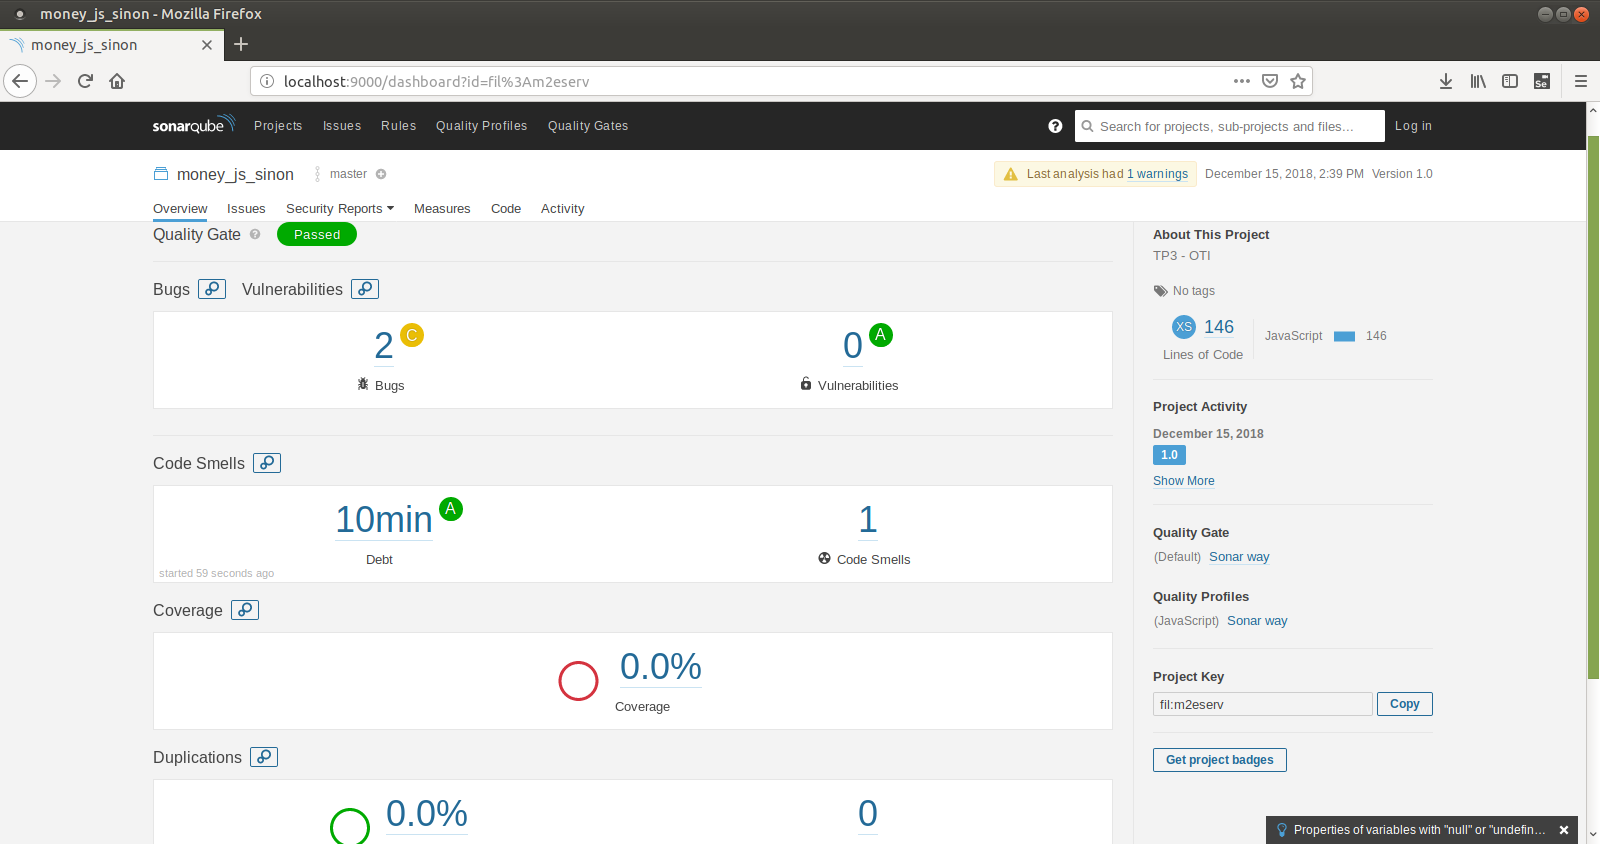 money_js_sinon - Mozilla Firefox
money_js_sinon
localhost:9000/dashboard?id=fil%3Am2eserv
sonarqube Projects Issues Rules Quality Profiles Quality Gates Search for projects, sub-projects and files... Log in
money_js_sinon master Last analysis had 1 warnings December 15, 2018, 2:39 PM Version 1.0
Overview Issues Security Reports Measures Code Activity
Quality Gate Passed
Bugs Vulnerabilities
2 C 0 A
Bugs Vulnerabilities
Code Smells
10min A 1
Debt Code Smells
started 59 seconds ago
Coverage
0.0%
Coverage
Duplications
0.0% 0
About This Project
TP3 - OTI
No tags
XS 146 JavaScript 146
Lines of Code
Project Activity
December 15, 2018
1.0
Show More
Quality Gate
(Default) Sonar way
Quality Profiles
(JavaScript) Sonar way
Project Key
fil:m2eserv Copy
Get project badges
Properties of variables with "null" or "undefin...